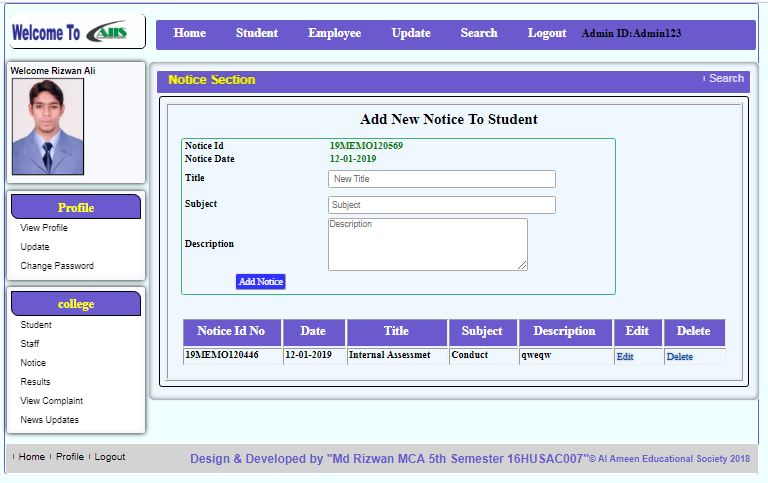 Welcome To AIIS
Home Student Employee Update Search Logout Admin ID:Admin123
Welcome Rizwan Ali
Notice Section
Search
Add New Notice To Student
Notice Id 19MEMO120569
Notice Date 12-01-2019
Title New Title
Subject Subject
Description Description
Add Notice
Notice Id No Date Title Subject Description Edit Delete
19MEMO120446 12-01-2019 Internal Assessmet Conduct qweqw Edit Delete
Profile
View Profile
Update
Change Password
college
Student
Staff
Notice
Results
View Complaint
News Updates
Home Profile Logout
Design & Developed by "Md Rizwan MCA 5th Semester 16HUSAC007"© Al Ameen Educational Society 2018